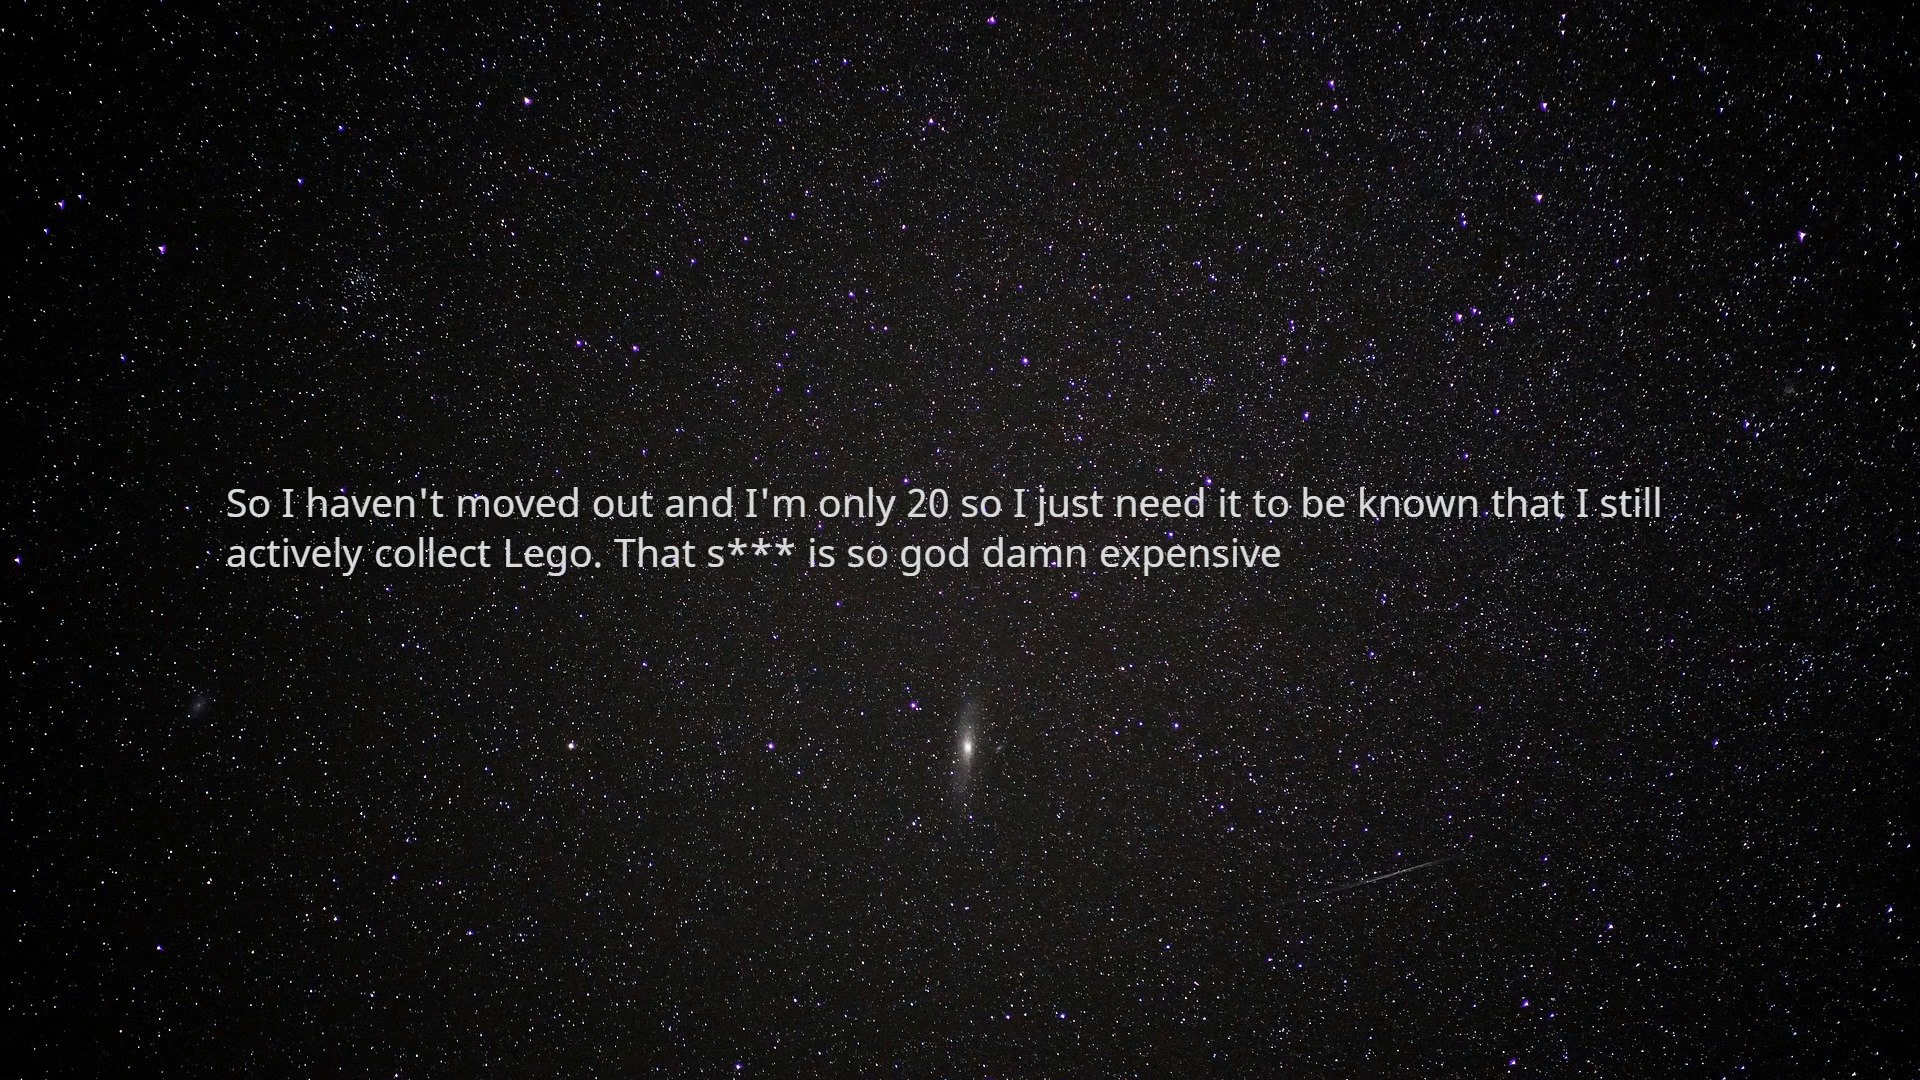 So I haven't moved out and I'm only 20 so I just need it to be known that I still
actively collect Lego. That s*** is so god damn expensive